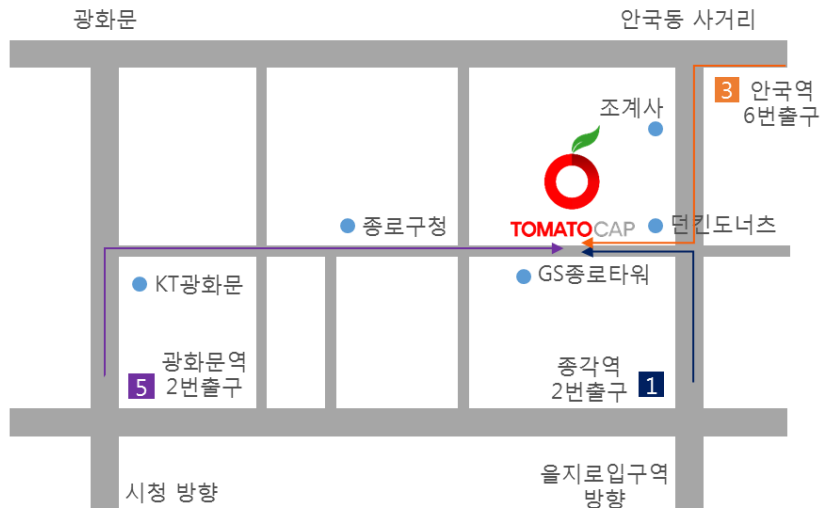 광화문
안국동 사거리
3 안국역
6번출구
조계사
TOMATOCAP
종로구청
던킨도너츠
KT광화문
GS종로타워
광화문역
5 2번출구
종각역
2번출구 1
시청 방향
을지로입구역
방향